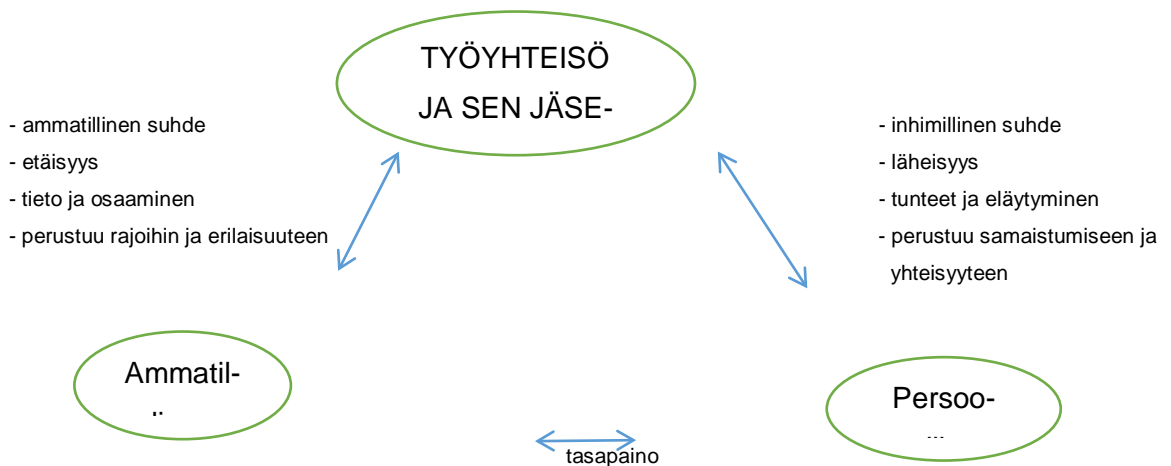 TYÖYHTEISÖ
JA SEN JÄSE-
- ammatillinen suhde
- etäisyys
- tieto ja osaaminen
- perustuu rajoihin ja erilaisuuteen
- inhimillinen suhde
- läheisyys
- tunteet ja eläytyminen
- perustuu samaistumiseen ja
yhteisyyteen
Ammatil-
Persoo-
tasapaino